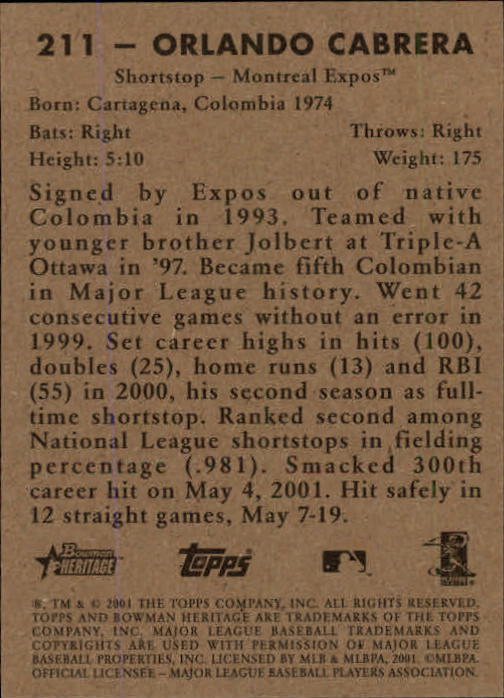 211 – ORLANDO CABRERA
Shortstop – Montreal Expos™
Born: Cartagena, Colombia 1974
Bats: Right Throws: Right
Height: 5:10 Weight: 175
Signed by Expos out of native
Colombia in 1993. Teamed with
younger brother Jolbert at Triple-A
Ottawa in '97. Became fifth Colombian
in Major League history. Went 42
consecutive games without an error in
1999. Set career highs in hits (100),
doubles (25), home runs (13) and RBI
(55) in 2000, his second season as full-
time shortstop. Ranked second among
National League shortstops in fielding
percentage (.981). Smacked 300th
career hit on May 4, 2001. Hit safely in
12 straight games, May 7-19.
Bowman
HERITAGE
topps
®, TM & © 2001 THE TOPPS COMPANY, INC. ALL RIGHTS RESERVED.
TOPPS AND BOWMAN HERITAGE ARE TRADEMARKS OF THE TOPPS
COMPANY, INC. MAJOR LEAGUE BASEBALL TRADEMARKS AND
COPYRIGHTS ARE USED WITH PERMISSION OF MAJOR LEAGUE
BASEBALL PROPERTIES, INC. LICENSED BY MLB & MLBPA, 2001. ©MLBPA.
OFFICIAL LICENSEE – MAJOR LEAGUE BASEBALL PLAYERS ASSOCIATION.